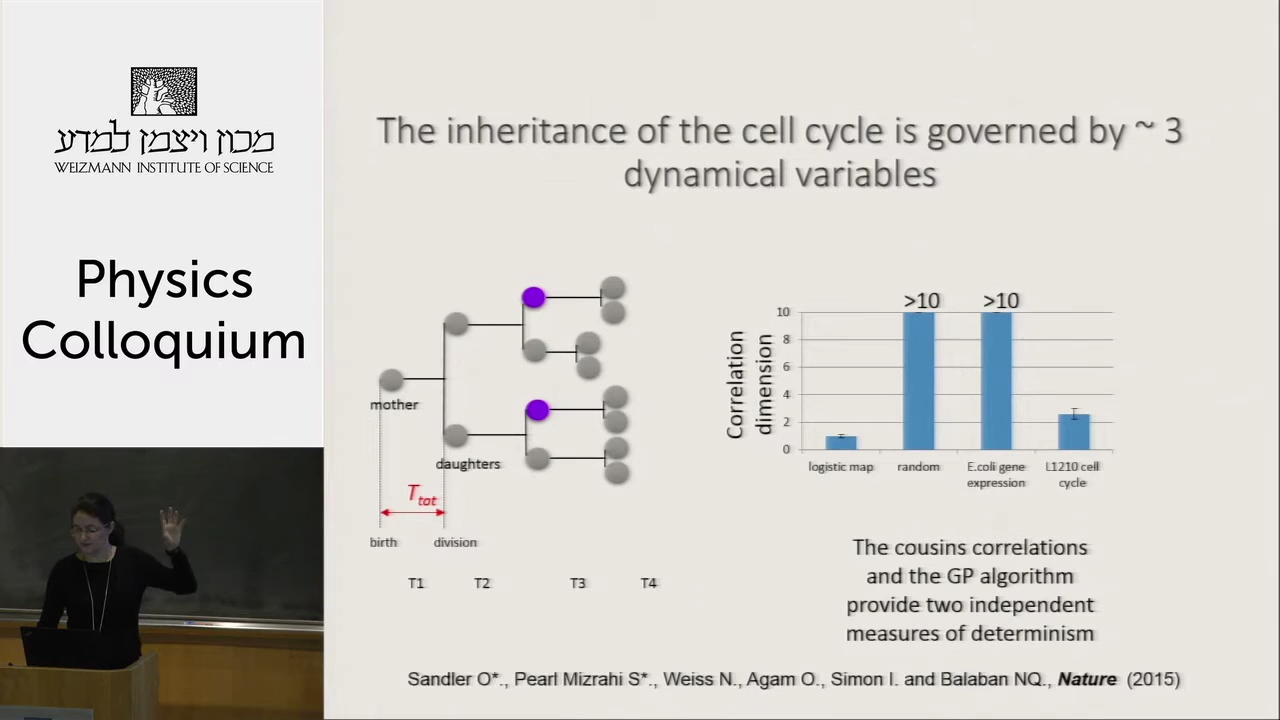 מכון ויצמן למדע
WEIZMANN INSTITUTE OF SCIENCE
Physics
Colloquium
The inheritance of the cell cycle is governed by ~ 3
dynamical variables
mother
daughters
T tot
birth
division
T1
T2
T3
T4
Correlation
dimension
10
8
6
4
2
0
>10
>10
logistic map
random
E.coli gene
expression
L1210 cell
cycle
The cousins correlations
and the GP algorithm
provide two independent
measures of determinism
Sandler O*., Pearl Mizrahi S*., Weiss N., Agam O., Simon I. and Balaban NQ., Nature (2015)